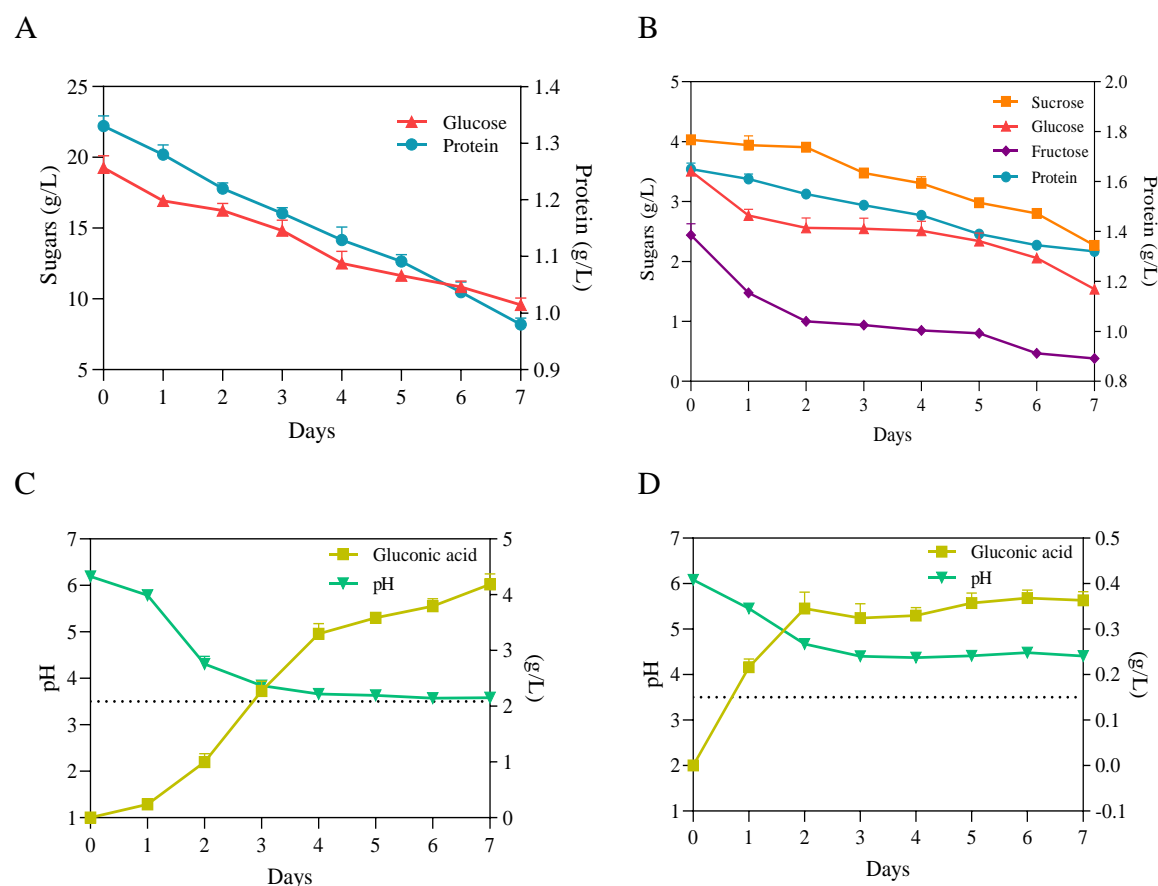 A
Sugars (g/L)
25
20
15
10
5
Glucose
Protein
1.4
1.3
1.2
1.1
1.0
0.9
Protein (g/L)
0 1 2 3 4 5 6 7
Days
B
Sugars (g/L)
5
4
3
2
1
0
Sucrose
Glucose
Fructose
Protein
2.0
1.8
1.6
1.4
1.2
1.0
0.8
Protein (g/L)
0 1 2 3 4 5 6 7
Days
C
pH
7
6
5
4
3
2
1
Gluconic acid
pH
5
4
3
2
1
0
(g/L)
0 1 2 3 4 5 6 7
Days
D
pH
7
6
5
4
3
2
1
Gluconic acid
pH
0.5
0.4
0.3
0.2
0.1
0.0
-0.1
(g/L)
0 1 2 3 4 5 6 7
Days